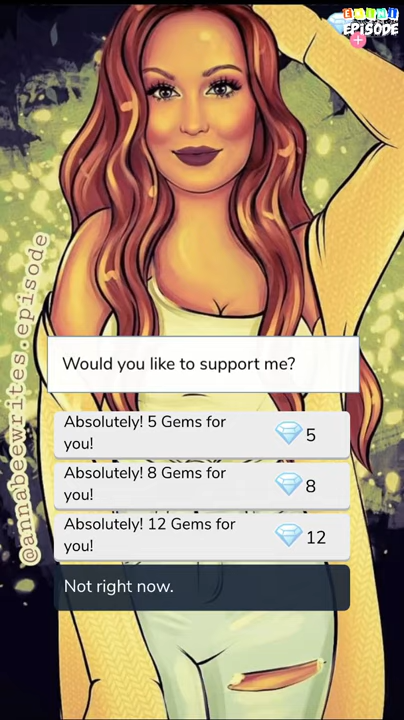 EPISODE
Would you like to support me?
Absolutely! 5 Gems for
you!
5
Absolutely! 8 Gems for
you!
8
Absolutely! 12 Gems for
you!
12
Not right now.
@annabeewrites.episode